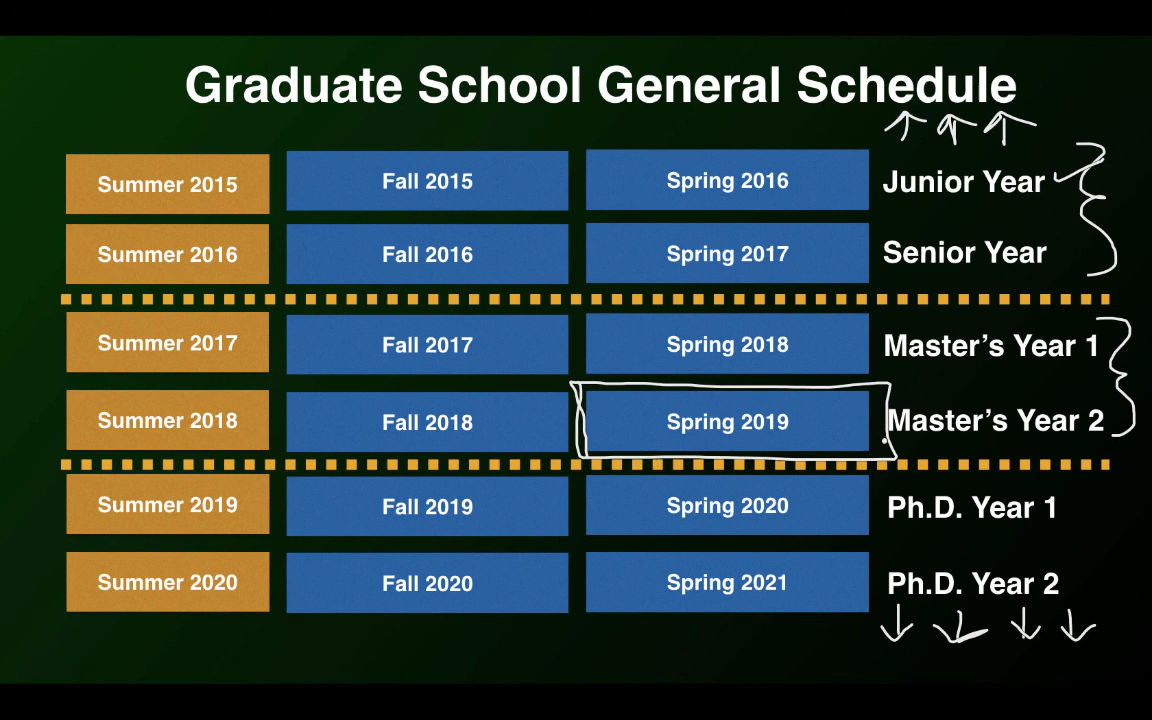 Graduate School General Schedule
Summer 2015 Fall 2015 Spring 2016 Junior Year
Summer 2016 Fall 2016 Spring 2017 Senior Year
Summer 2017 Fall 2017 Spring 2018 Master's Year 1
Summer 2018 Fall 2018 Spring 2019 Master's Year 2
Summer 2019 Fall 2019 Spring 2020 Ph.D. Year 1
Summer 2020 Fall 2020 Spring 2021 Ph.D. Year 2